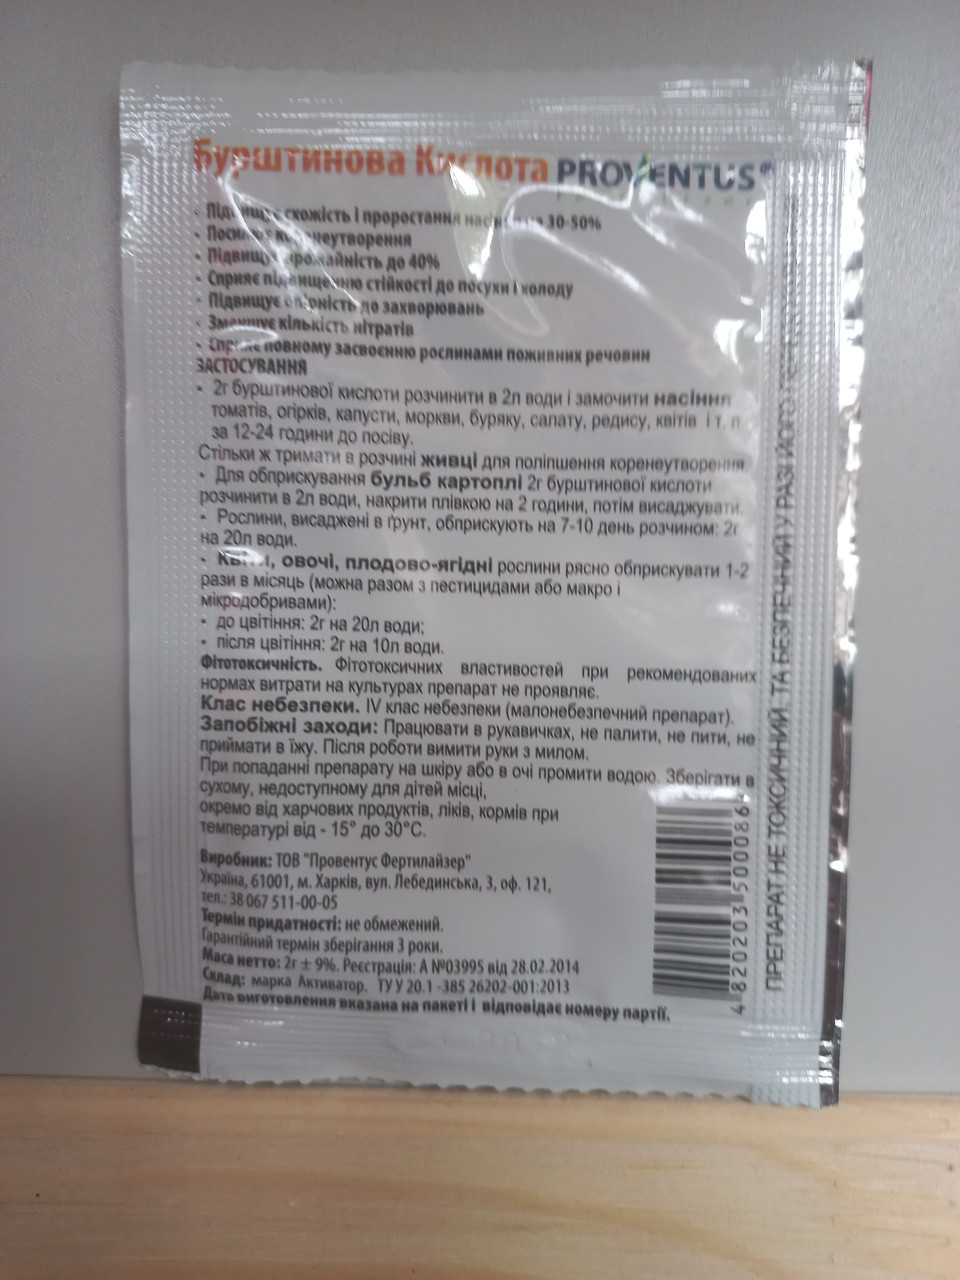 Бурштинова Кислота PROVENTUS
- Підвищує схожість і проростання насіння на 30-50%
- Посилює коренеутворення
- Підвищує врожайність до 40%
- Сприяє підвищенню стійкості до посухи і холоду
- Підвищує опірність до захворювань
- Зменшує кількість нітратів
- Сприяє повному засвоєнню рослинами поживних речовин
ЗАСТОСУВАННЯ
- 2г бурштинової кислоти розчинити в 2л води і замочити насіння
томатів, огірків, капусти, моркви, буряку, салату, редису, квітів і т. п.
за 12-24 години до посіву.
Стільки ж тримати в розчині живці для поліпшення коренеутворення
- Для обприскування бульб картоплі 2г бурштинової кислоти
розчинити в 2л води, накрити плівкою на 2 години, потім висаджувати.
- Рослини, висаджені в ґрунт, обприскують на 7-10 день розчином: 2г
на 20л води.
- Квіти, овочі, плодово-ягідні рослини рясно обприскувати 1-2
рази в місяць (можна разом з пестицидами або макро і
мікродобривами):
- до цвітіння: 2г на 20л води;
- після цвітіння: 2г на 10л води.
Фітотоксичність. Фітотоксичних властивостей при рекомендованих
нормах витрати на культурах препарат не проявляє.
Клас небезпеки. IV клас небезпеки (малонебезпечний препарат).
Запобіжні заходи: Працювати в рукавичках, не палити, не пити, не
приймати в їжу. Після роботи вимити руки з милом.
При попаданні препарату на шкіру або в очі промити водою. Зберігати в
сухому, недоступному для дітей місці,
окремо від харчових продуктів, ліків, кормів при
температурі від - 15° до 30°С.
Виробник: ТОВ "Провентус Фертилайзер"
Україна, 61001, м. Харків, вул. Лебединська, 3, оф. 121,
тел.: 38 067 511-00-05
Термін придатності: не обмежений.
Гарантійний термін зберігання 3 роки.
Маса нетто: 2г ± 9%. Реєстрація: А №03995 від 28.02.2014
Склад: марка Активатор. ТУ У 20.1 -385 26202-001:2013
Дата виготовлення вказана на пакеті і відповідає номеру партії.
4 820203 500086
ПРЕПАРАТ НЕ ТОКСИЧНИЙ, ТА БЕЗПЕЧНИЙ У РАЗІ ЙОГО